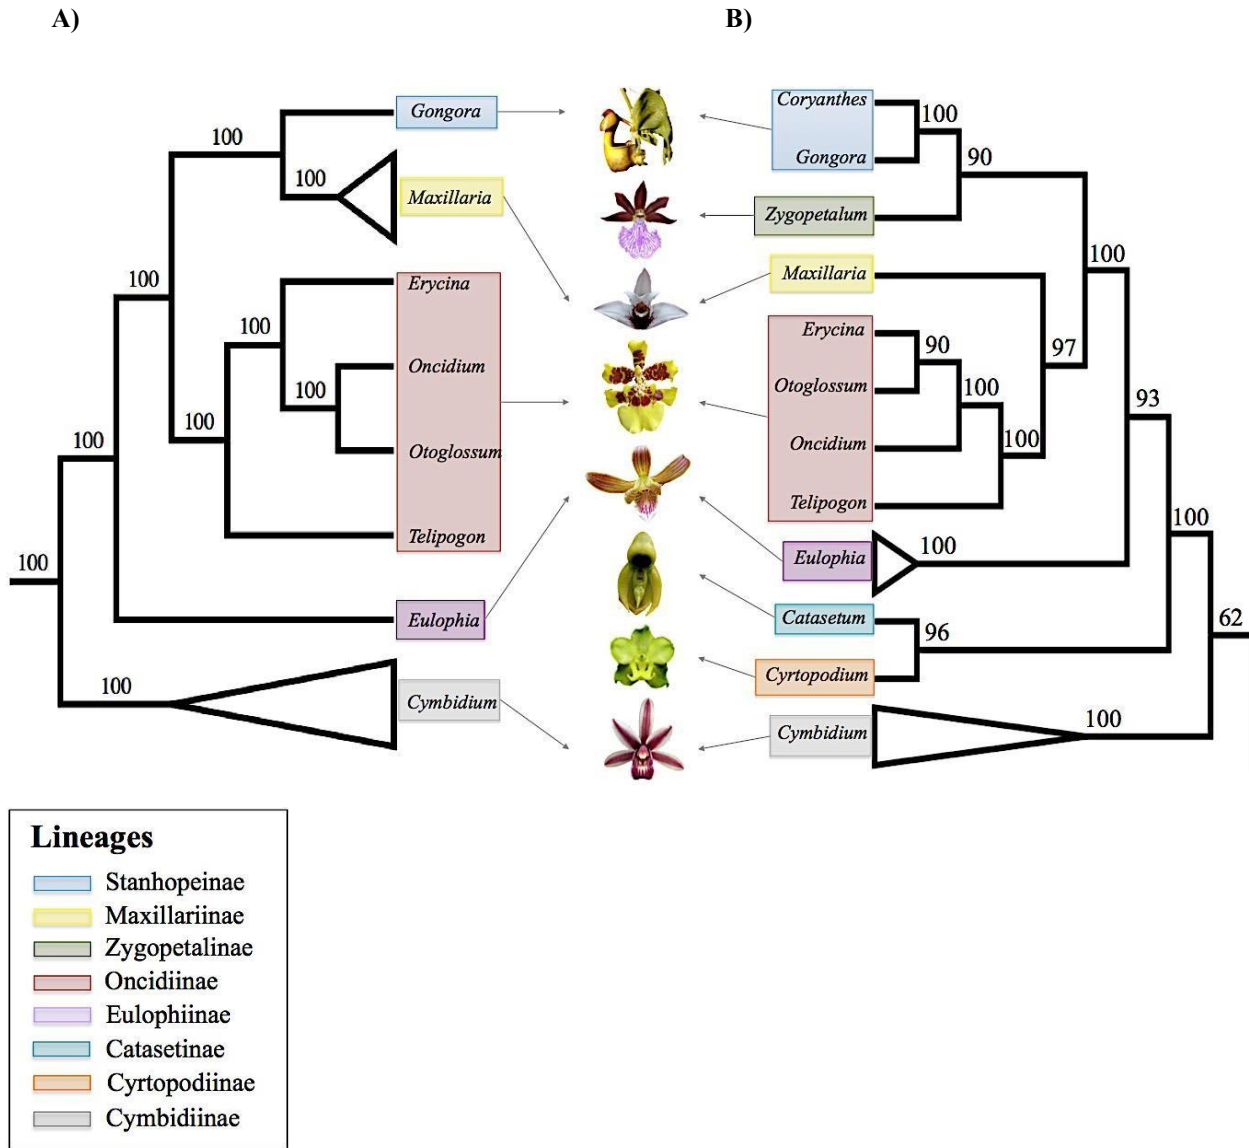 A)
B)
Gongora
Maxillaria
Erycina
Oncidium
Otoglossum
Telipogon
Eulophia
Cymbidium
100
100
100
100
100
100
100
100
100
100
Coryanthes
Gongora
Zygopetalum
Maxillaria
Erycina
Otoglossum
Oncidium
Telipogon
Eulophia
Catasetum
Cyrtopodium
Cymbidium
100
90
100
90
97
100
100
93
100
100
96
62
100
Lineages
Stanhopeinae
Maxillariinae
Zygopetalinae
Oncidiinae
Eulophiinae
Catasetinae
Cyrtopodiinae
Cymbidiinae